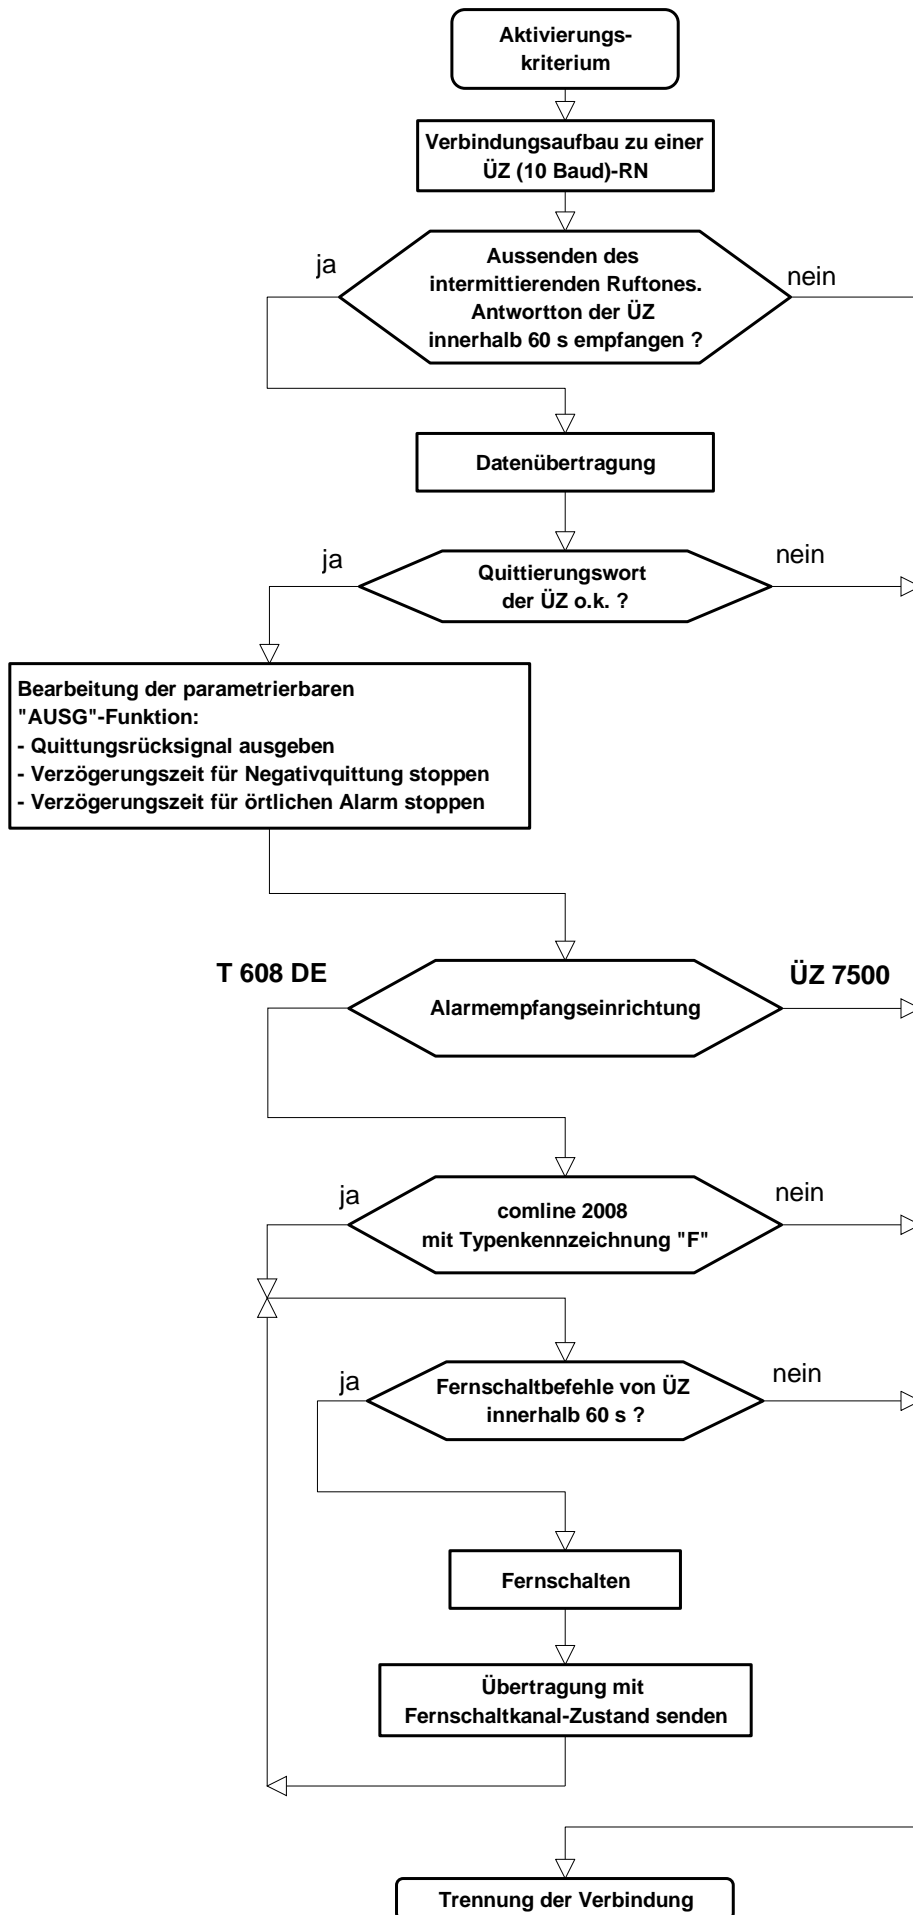 Aktivierungs-
kriterium
Verbindungsaufbau zu einer
ÜZ (10 Baud)-RN
Aussenden des
intermittierenden Ruftones.
Antwortton der ÜZ
innerhalb 60 s empfangen ?
ja
nein
Datenübertragung
Quittierungswort
der ÜZ o.k. ?
ja
nein
Bearbeitung der parametrierbaren
"AUSG"-Funktion:
- Quittungsrücksignal ausgeben
- Verzögerungszeit für Negativquittung stoppen
- Verzögerungszeit für örtlichen Alarm stoppen
T 608 DE
Alarmempfangseinrichtung
ÜZ 7500
comline 2008
mit Typenkennzeichnung "F"
ja
nein
Fernschaltbefehle von ÜZ
innerhalb 60 s ?
ja
nein
Fernschalten
Übertragung mit
Fernschaltkanal-Zustand senden
Trennung der Verbindung